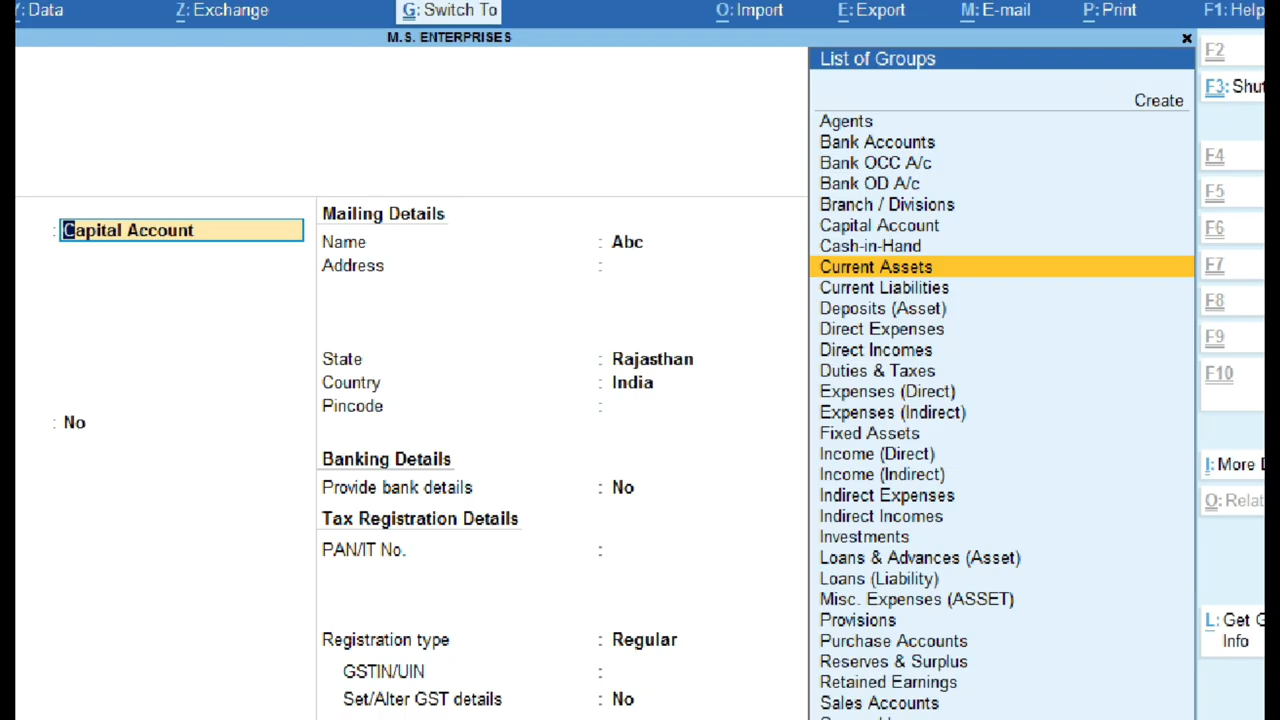 Y: Data Z: Exchange G: Switch To O: Import E: Export M: E-mail P: Print F1: Help
M.S. ENTERPRISES
: Capital Account
: No
Mailing Details
Name : Abc
Address :
State : Rajasthan
Country : India
Pincode :
Banking Details
Provide bank details : No
Tax Registration Details
PAN/IT No. :
Registration type : Regular
GSTIN/UIN :
Set/Alter GST details : No
List of Groups
Create
Agents
Bank Accounts
Bank OCC A/c
Bank OD A/c
Branch / Divisions
Capital Account
Cash-in-Hand
Current Assets
Current Liabilities
Deposits (Asset)
Direct Expenses
Direct Incomes
Duties & Taxes
Expenses (Direct)
Expenses (Indirect)
Fixed Assets
Income (Direct)
Income (Indirect)
Indirect Expenses
Indirect Incomes
Investments
Loans & Advances (Asset)
Loans (Liability)
Misc. Expenses (ASSET)
Provisions
Purchase Accounts
Reserves & Surplus
Retained Earnings
Sales Accounts
F2
F3: Shut
F4
F5
F6
F7
F8
F9
F10
I: More
O: Relat
L: Get
Info